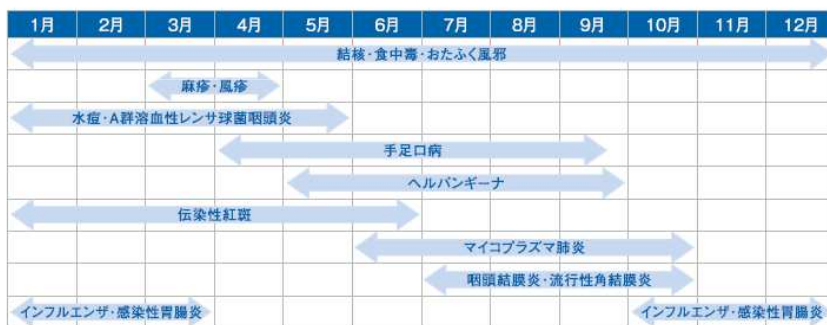 1月 2月 3月 4月 5月 6月 7月 8月 9月 10月 11月 12月
結核・食中毒・おたふく風邪
麻疹・風疹
水痘・A群溶血性レンサ球菌咽頭炎
手足口病
ヘルパンギーナ
伝染性紅斑
マイコプラズマ肺炎
咽頭結膜炎・流行性角結膜炎
インフルエンザ・感染性胃腸炎 インフルエンザ・感染性胃腸炎